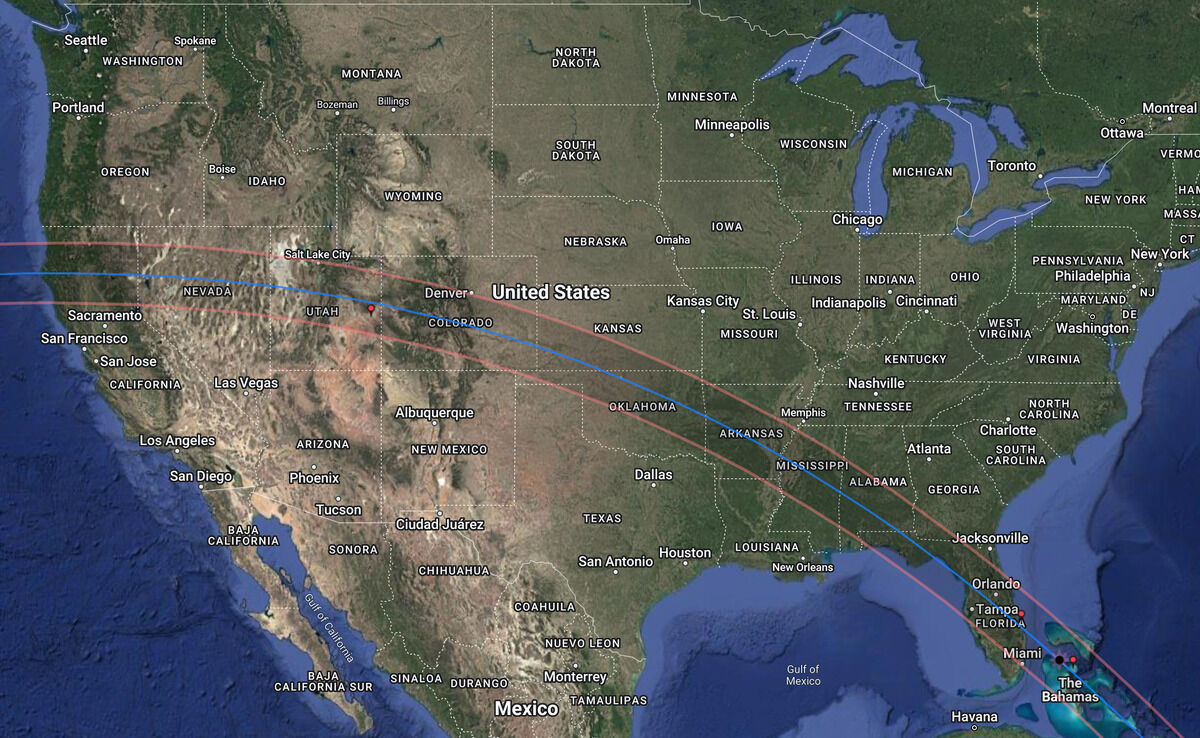 Seattle
Spokane
WASHINGTON
MONTANA
NORTH
DAKOTA
Portland
Bozeman
Billings
MINNESOTA
Minneapolis
Montreal
Ottawa
OREGON
Boise
IDAHO
SOUTH
DAKOTA
WISCONSIN
MICHIGAN
Toronto
VERMO
WYOMING
NEW YORK
HAM
MASSA
Chicago
IOWA
NEBRASKA
Omaha
CT
Salt Lake City
PENNSYLVANIA
New York
Philadelphia
ILLINOIS
INDIANA
OHIO
NEVADA
Denver
United States
NJ
Kansas City
Indianapolis
Cincinnati
MARYLAND
DE
Sacramento
UTAH
COLORADO
St. Louis
KANSAS
MISSOURI
WEST
VIRGINIA
Washington
San Francisco
San Jose
KENTUCKY
VIRGINIA
CALIFORNIA
Las Vegas
Nashville
Albuquerque
OKLAHOMA
Memphis
TENNESSEE
NORTH
CAROLINA
Charlotte
Los Angeles
ARIZONA
NEW MEXICO
ARKANSAS
Atlanta
SOUTH
CAROLINA
San Diego
Phoenix
Dallas
MISSISSIPPI
ALABAMA
GEORGIA
Tucson
Ciudad Juárez
TEXAS
BAJA
CALIFORNIA
SONORA
Jacksonville
Houston
LOUISIANA
San Antonio
New Orleans
CHIHUAHUA
Orlando
Gulf of California
COAHUILA
Tampa
FLORIDA
NUEVO LEON
Miami
BAJA
CALIFORNIA SUR
SINALOA
DURANGO
Monterrey
Gulf of
Mexico
The
Bahamas
TAMAULIPAS
Mexico
Havana